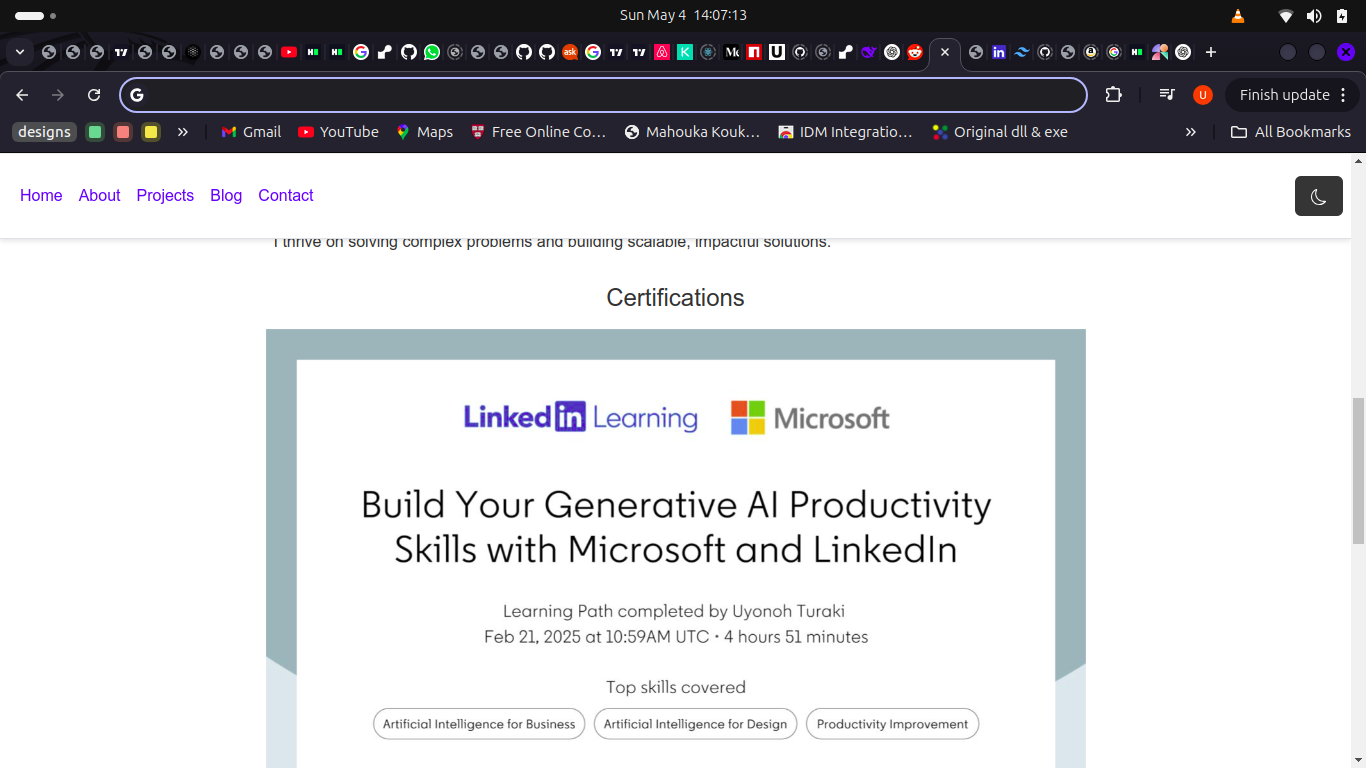 Sun May 4 14:07:13
Finish update
designs
Gmail
YouTube
Maps
Free Online Co...
Mahouka Kouk...
IDM Integratio...
Original dll & exe
All Bookmarks
Home About Projects Blog Contact
I thrive on solving complex problems and building scalable, impactful solutions.
Certifications
Linked in Learning Microsoft
Build Your Generative AI Productivity
Skills with Microsoft and LinkedIn
Learning Path completed by Uyonoh Turaki
Feb 21, 2025 at 10:59AM UTC • 4 hours 51 minutes
Top skills covered
Artificial Intelligence for Business Artificial Intelligence for Design Productivity Improvement